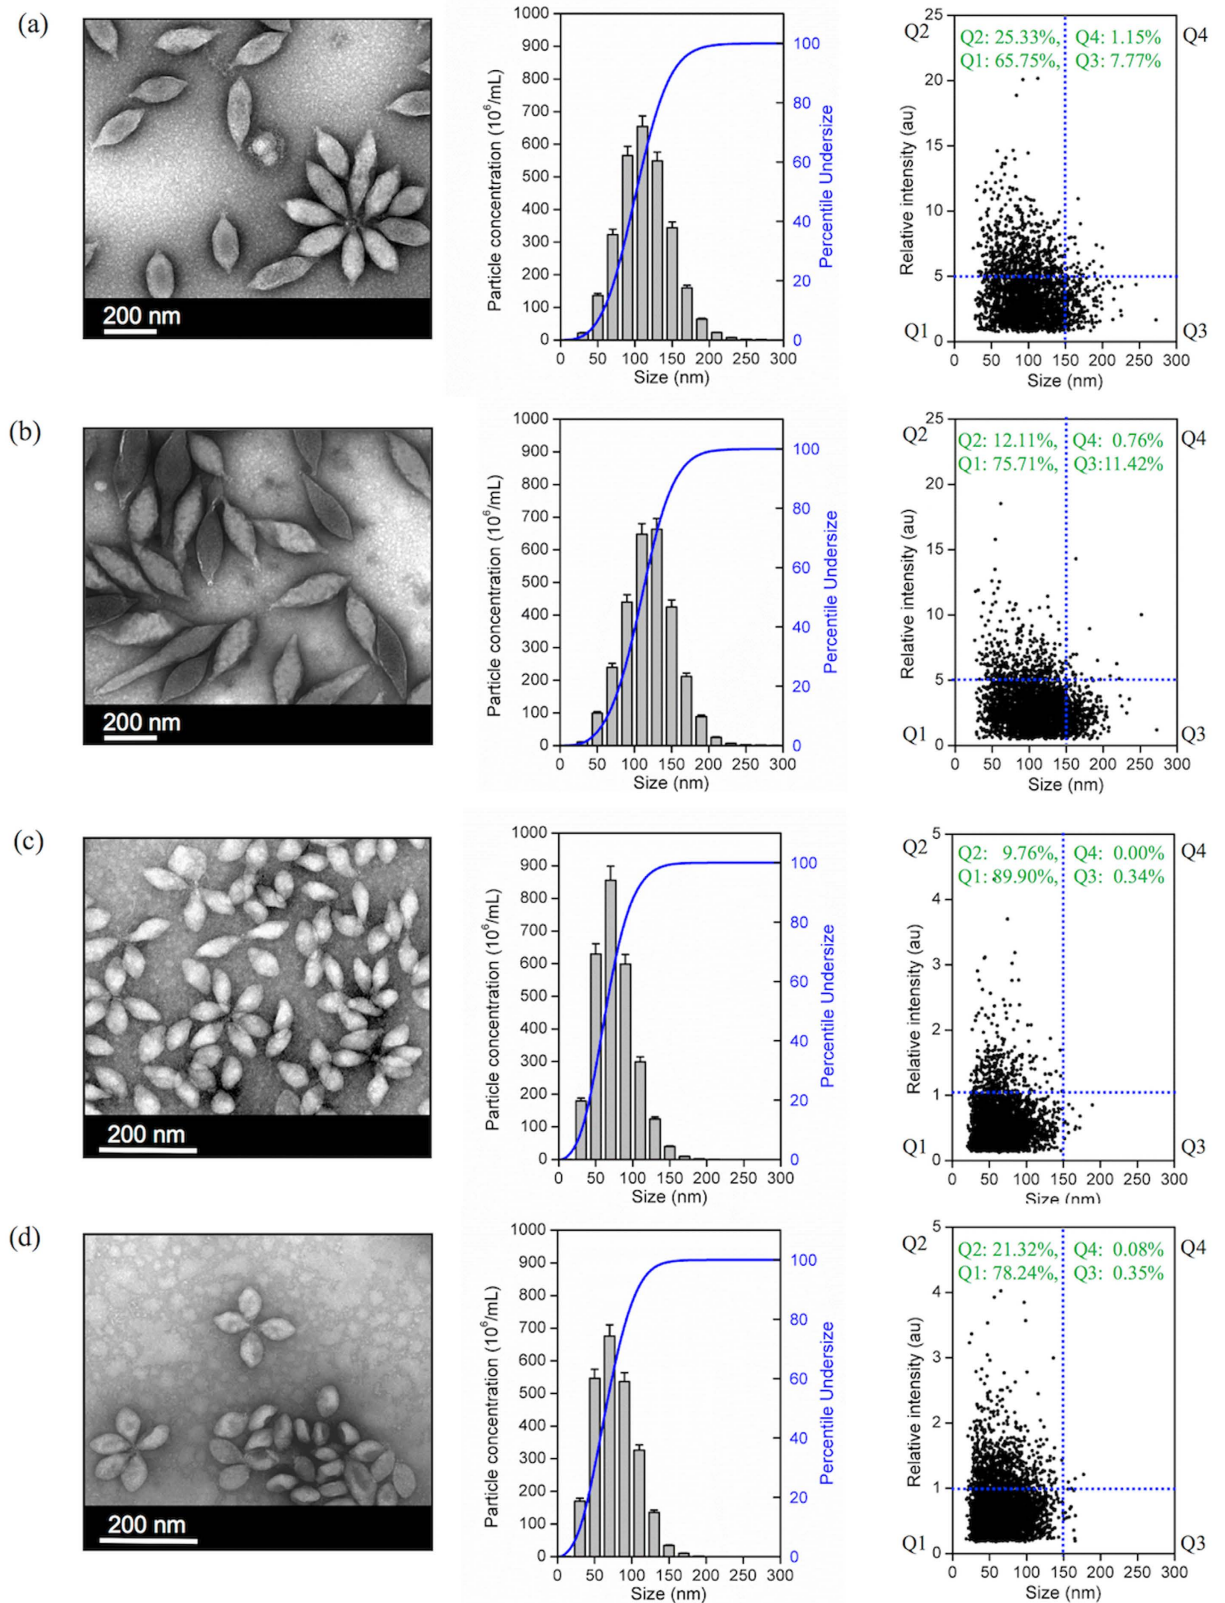 (a)
200 nm
Particle concentration (10⁶/mL)
1000
900
800
700
600
500
400
300
200
100
0
0 50 100 150 200 250 300
Size (nm)
100
80
60
40
20
0
Percentile Undersize
Relative intensity (au)
25
20
15
10
5
0
Q2 Q4
Q2: 25.33%, Q4: 1.15%
Q1: 65.75%, Q3: 7.77%
Q1 Q3
0 50 100 150 200 250 300
Size (nm)
(b)
200 nm
Particle concentration (10⁶/mL)
1000
900
800
700
600
500
400
300
200
100
0
0 50 100 150 200 250 300
Size (nm)
100
80
60
40
20
0
Percentile Undersize
Relative intensity (au)
25
20
15
10
5
0
Q2 Q4
Q2: 12.11%, Q4: 0.76%
Q1: 75.71%, Q3:11.42%
Q1 Q3
0 50 100 150 200 250 300
Size (nm)
(c)
200 nm
Particle concentration (10⁶/mL)
1000
900
800
700
600
500
400
300
200
100
0
0 50 100 150 200 250 300
Size (nm)
100
80
60
40
20
0
Percentile Undersize
Relative intensity (au)
5
4
3
2
1
0
Q2 Q4
Q2: 9.76%, Q4: 0.00%
Q1: 89.90%, Q3: 0.34%
Q1 Q3
0 50 100 150 200 250 300
Size (nm)
(d)
200 nm
Particle concentration (10⁶/mL)
1000
900
800
700
600
500
400
300
200
100
0
0 50 100 150 200 250 300
Size (nm)
100
80
60
40
20
0
Percentile Undersize
Relative intensity (au)
5
4
3
2
1
0
Q2 Q4
Q2: 21.32%, Q4: 0.08%
Q1: 78.24%, Q3: 0.35%
Q1 Q3
0 50 100 150 200 250 300
Size (nm)